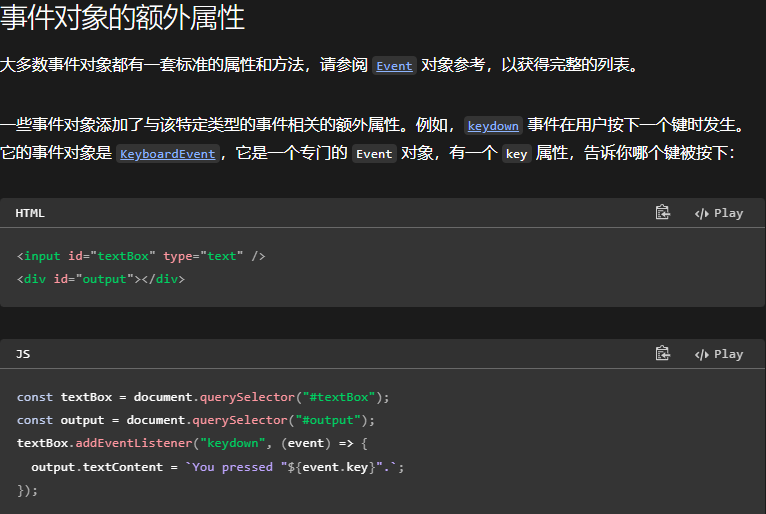 事件对象的额外属性
大多数事件对象都有一套标准的属性和方法，请参阅 Event 对象参考，以获得完整的列表。
一些事件对象添加了与该特定类型的事件相关的额外属性。例如，keydown 事件在用户按下一个键时发生。
它的事件对象是 KeyboardEvent，它是一个专门的 Event 对象，有一个 key 属性，告诉你哪个键被按下：
HTML Play
<input id="textBox" type="text" />
<div id="output"></div>
JS Play
const textBox = document.querySelector("#textBox");
const output = document.querySelector("#output");
textBox.addEventListener("keydown", (event) => {
  output.textContent = `You pressed "${event.key}".`;
});